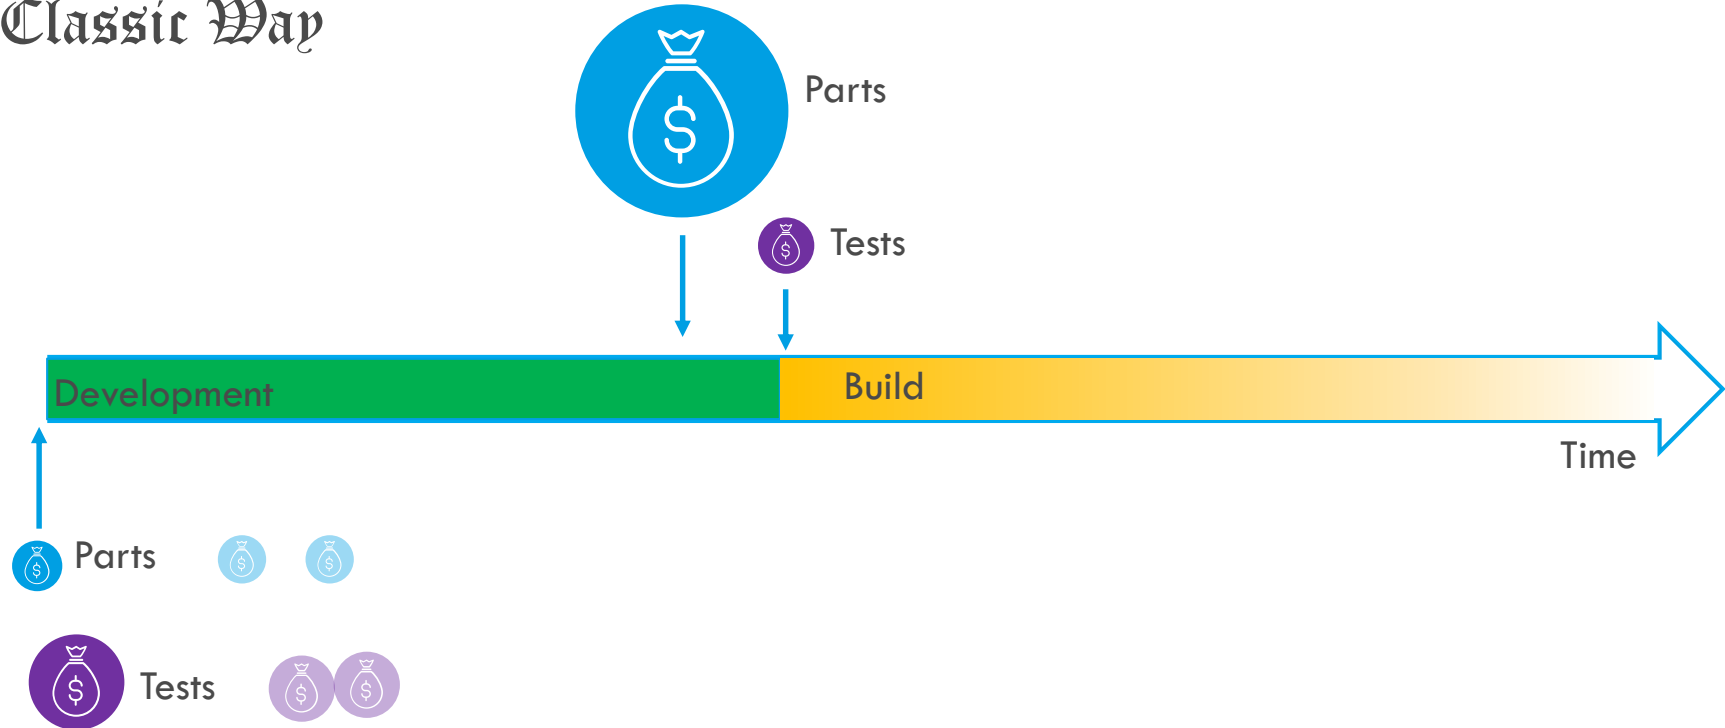 Classic Way
Parts
$
Tests
$
Development
Build
Time
$
Parts
$
$
$
Tests
$
$